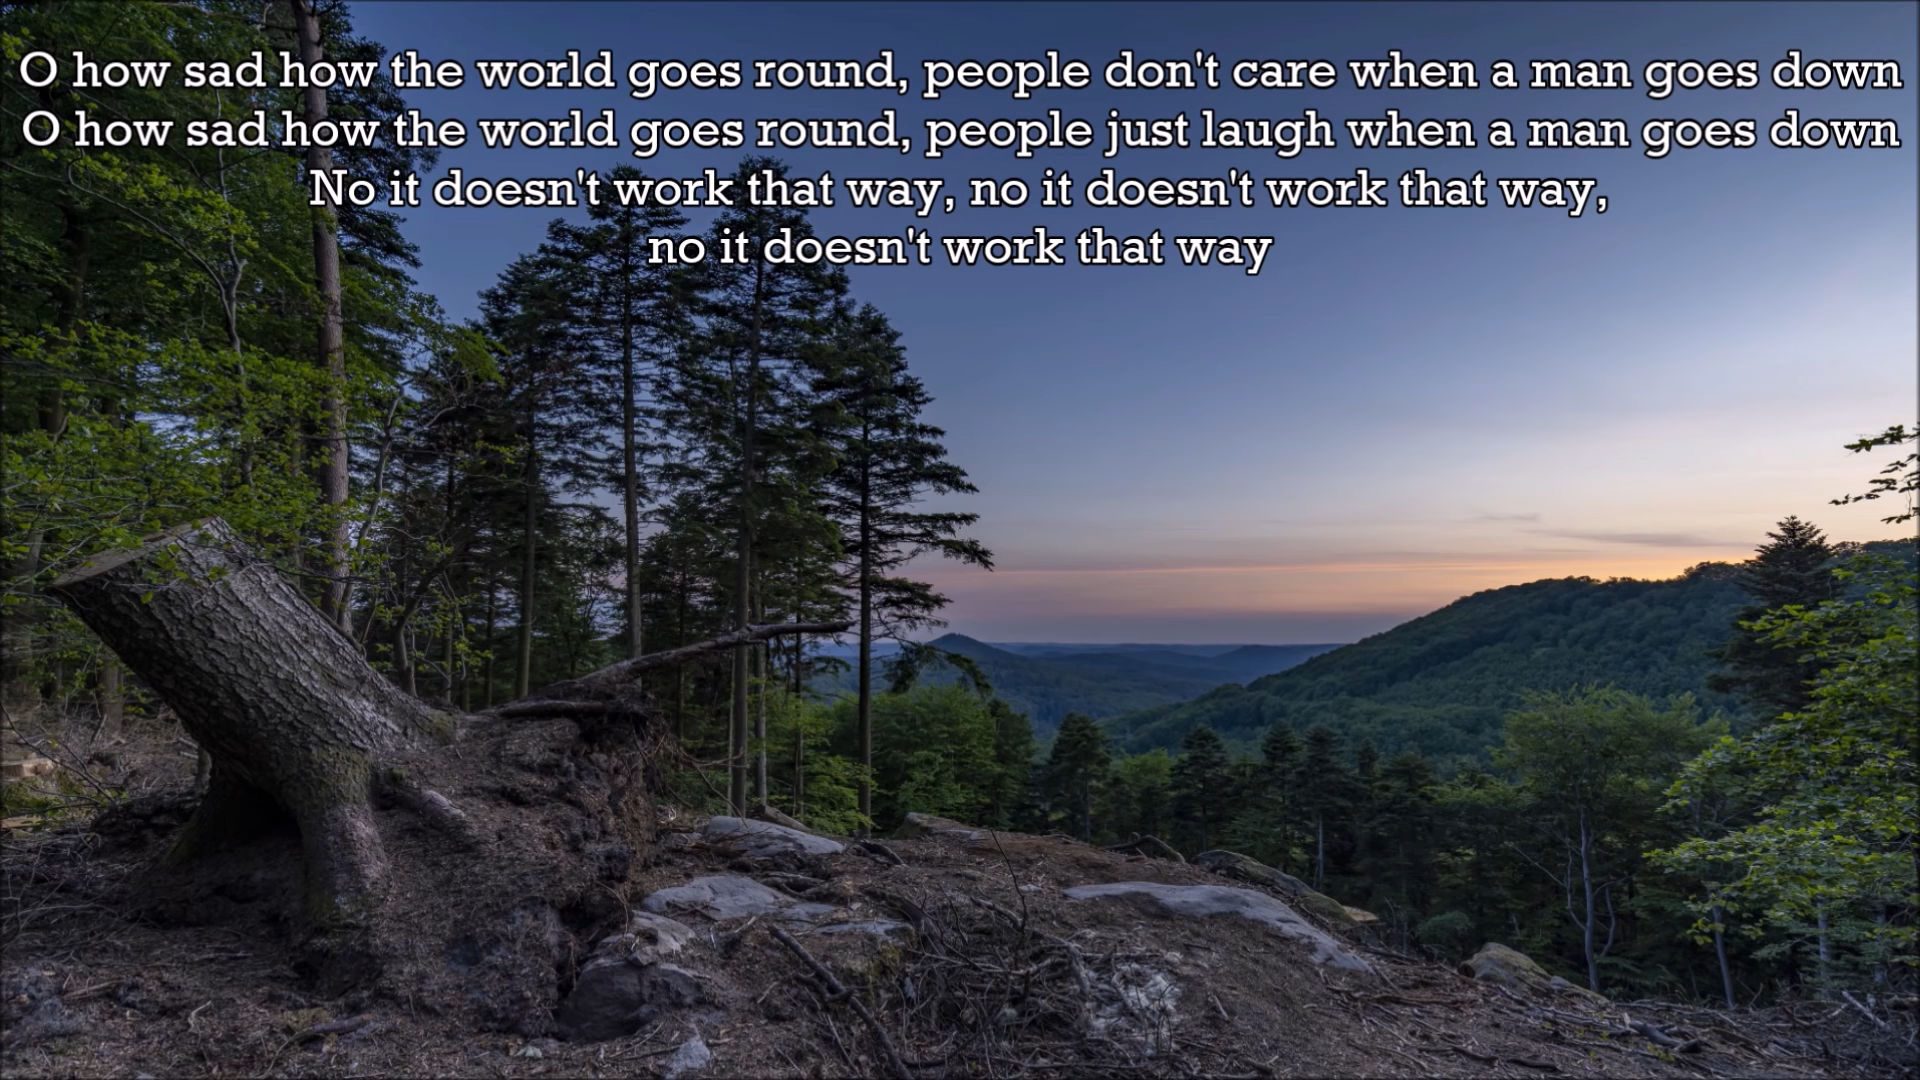 O how sad how the world goes round, people don't care when a man goes down
O how sad how the world goes round, people just laugh when a man goes down
No it doesn't work that way, no it doesn't work that way,
no it doesn't work that way